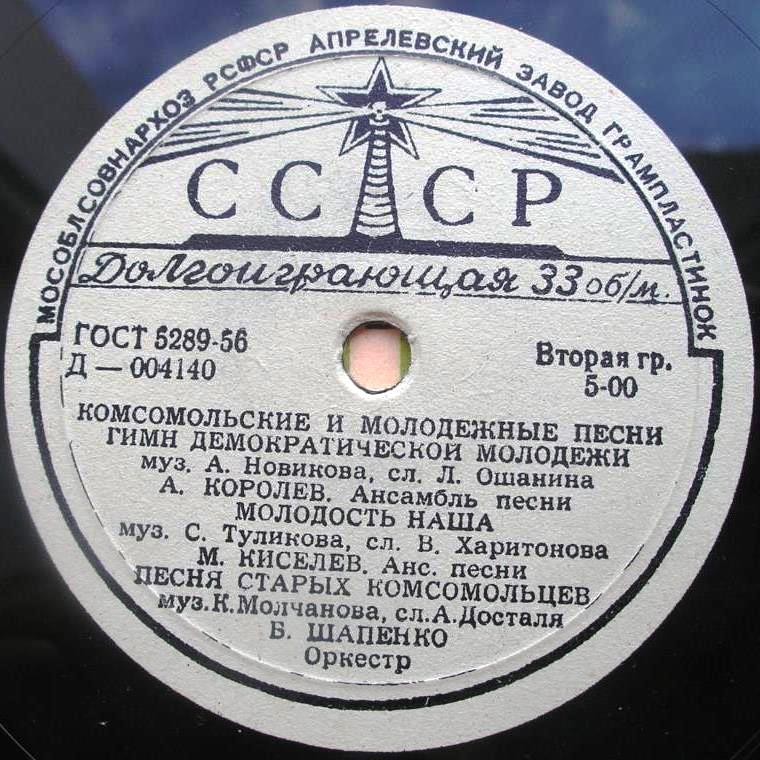 МОСОБЛСОВНАРХОЗ РСФСР АПРЕЛЕВСКИЙ ЗАВОД ГРАМПЛАСТИНОК
СССР
Долгоиграющая 33 об/м.
ГОСТ 5289-56
Д — 004140
Вторая гр.
5-00
КОМСОМОЛЬСКИЕ И МОЛОДЕЖНЫЕ ПЕСНИ
ГИМН ДЕМОКРАТИЧЕСКОЙ МОЛОДЕЖИ
муз. А. Новикова, сл. Л. Ошанина
А. КОРОЛЕВ. Ансамбль песни
МОЛОДОСТЬ НАША
муз. С. Туликова, сл. В. Харитонова
М. КИСЕЛЕВ. Анс. песни
ПЕСНЯ СТАРЫХ КОМСОМОЛЬЦЕВ
муз.К.Молчанова, сл.А.Досталя
Б. ШАПЕНКО
Оркестр